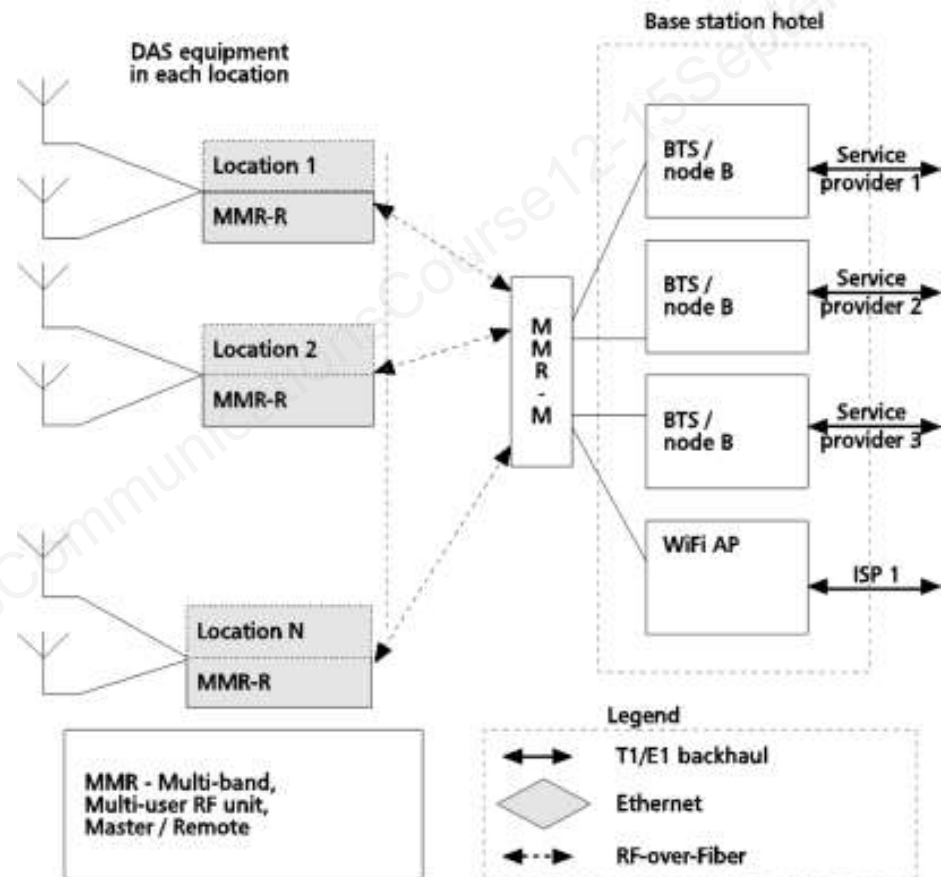 Base station hotel
DAS equipment
in each location
Location 1
MMR-R
Location 2
MMR-R
Location N
MMR-R
M
M
R
-
M
BTS /
node B
Service
provider 1
BTS /
node B
Service
provider 2
BTS /
node B
Service
provider 3
WiFi AP
ISP 1
MMR - Multi-band,
Multi-user RF unit,
Master / Remote
Legend
T1/E1 backhaul
Ethernet
RF-over-Fiber
CommunicationsCourse12-15Septe